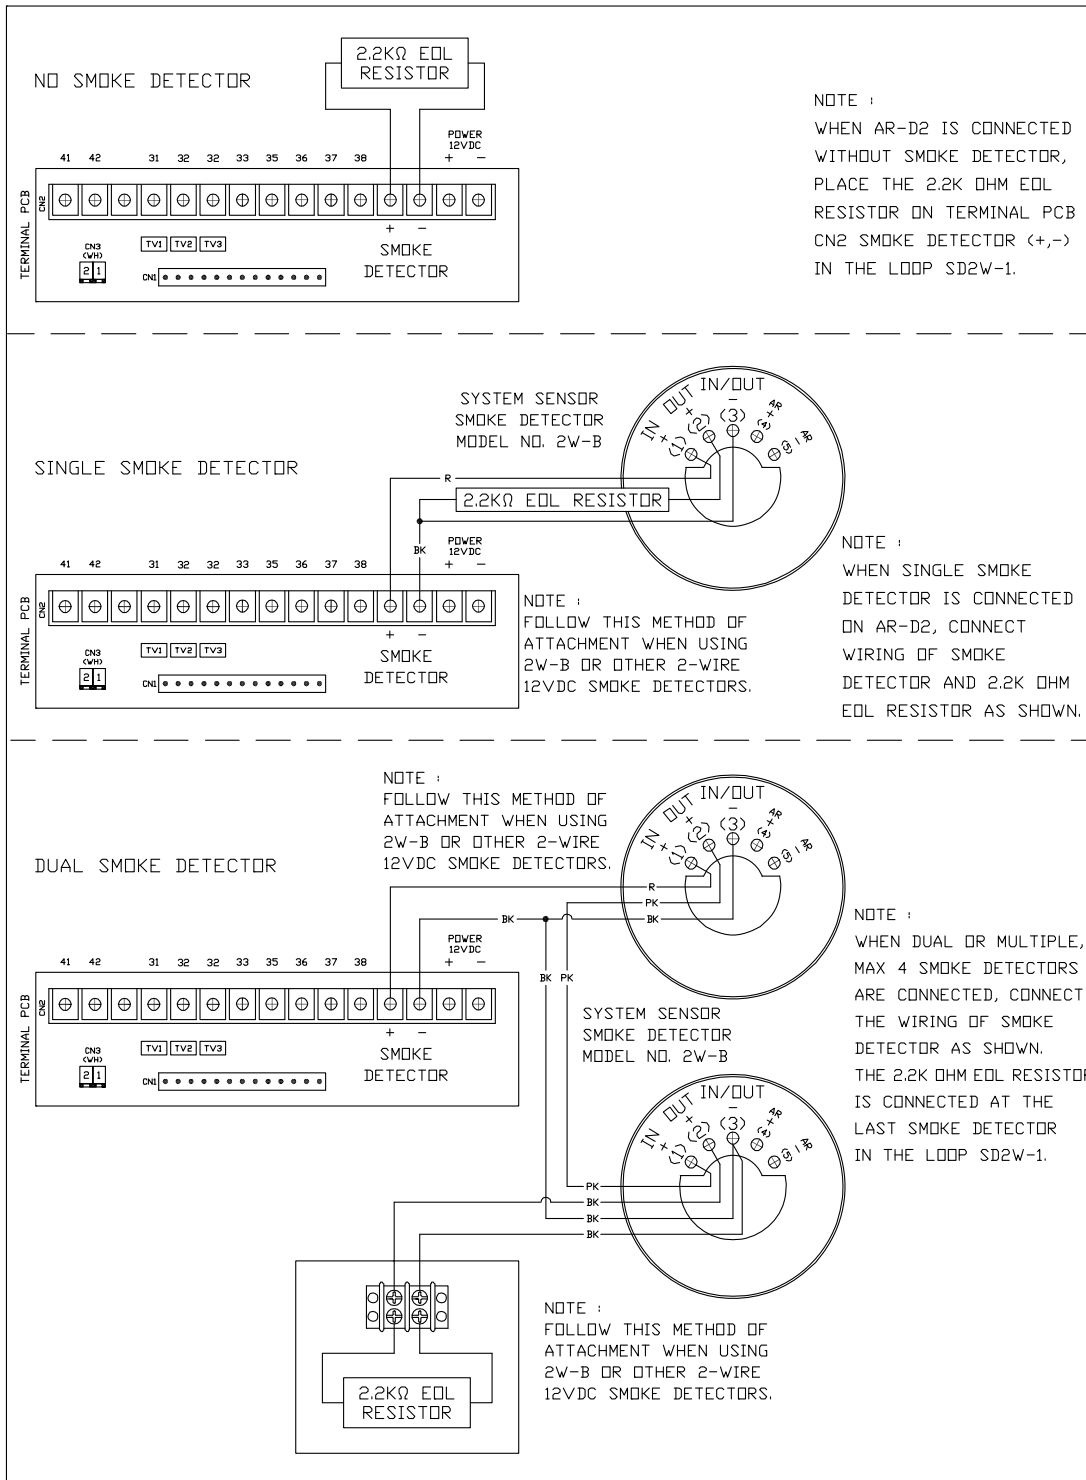 2.2KΩ EOL
RESISTOR
NO SMOKE DETECTOR
NOTE :
WHEN AR-D2 IS CONNECTED
WITHOUT SMOKE DETECTOR,
PLACE THE 2.2K OHM EOL
RESISTOR ON TERMINAL PCB
CN2 SMOKE DETECTOR (+,-)
IN THE LOOP SD2W-1.
POWER
12VDC
41 42 31 32 32 33 35 36 37 38 + -
TERMINAL PCB
CN2
+ -
SMOKE
DETECTOR
CN3
(WH)
2 1
TV1 TV2 TV3
CN1
SYSTEM SENSOR
SMOKE DETECTOR
MODEL NO. 2W-B
IN OUT IN/OUT
+ + - AR + AR -
(1) (2) (3) (4) (5)
SINGLE SMOKE DETECTOR
R
2.2KΩ EOL RESISTOR
BK
POWER
12VDC
41 42 31 32 32 33 35 36 37 38 + -
TERMINAL PCB
CN2
+ -
SMOKE
DETECTOR
CN3
(WH)
2 1
TV1 TV2 TV3
CN1
NOTE :
FOLLOW THIS METHOD OF
ATTACHMENT WHEN USING
2W-B OR OTHER 2-WIRE
12VDC SMOKE DETECTORS.
NOTE :
WHEN SINGLE SMOKE
DETECTOR IS CONNECTED
ON AR-D2, CONNECT
WIRING OF SMOKE
DETECTOR AND 2.2K OHM
EOL RESISTOR AS SHOWN.
NOTE :
FOLLOW THIS METHOD OF
ATTACHMENT WHEN USING
2W-B OR OTHER 2-WIRE
12VDC SMOKE DETECTORS.
DUAL SMOKE DETECTOR
IN OUT IN/OUT
+ + - AR + AR -
(1) (2) (3) (4) (5)
R
PK
BK BK
BK PK
POWER
12VDC
41 42 31 32 32 33 35 36 37 38 + -
TERMINAL PCB
CN2
+ -
SMOKE
DETECTOR
CN3
(WH)
2 1
TV1 TV2 TV3
CN1
SYSTEM SENSOR
SMOKE DETECTOR
MODEL NO. 2W-B
NOTE :
WHEN DUAL OR MULTIPLE,
MAX 4 SMOKE DETECTORS
ARE CONNECTED, CONNECT
THE WIRING OF SMOKE
DETECTOR AS SHOWN.
THE 2.2K OHM EOL RESISTOR
IS CONNECTED AT THE
LAST SMOKE DETECTOR
IN THE LOOP SD2W-1.
IN OUT IN/OUT
+ + - AR + AR -
(1) (2) (3) (4) (5)
PK
BK
BK
BK
2.2KΩ EOL
RESISTOR
NOTE :
FOLLOW THIS METHOD OF
ATTACHMENT WHEN USING
2W-B OR OTHER 2-WIRE
12VDC SMOKE DETECTORS.